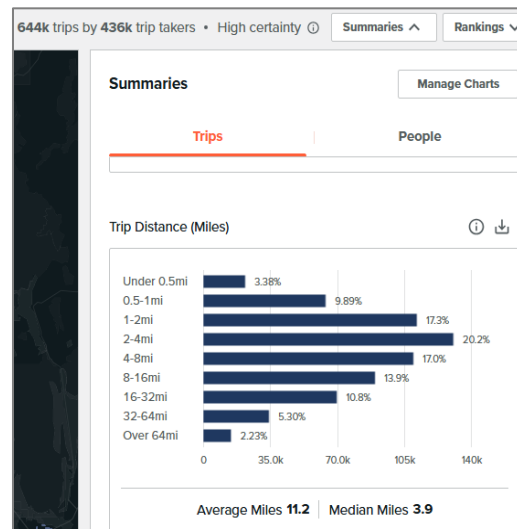 644k trips by 436k trip takers • High certainty ⓘ Summaries Rankings
Summaries Manage Charts
Trips People
Trip Distance (Miles)
Under 0.5mi 3.38%
0.5-1mi 9.89%
1-2mi 17.3%
2-4mi 20.2%
4-8mi 17.0%
8-16mi 13.9%
16-32mi 10.8%
32-64mi 5.30%
Over 64mi 2.23%
0 35.0k 70.0k 105k 140k
Average Miles 11.2 Median Miles 3.9